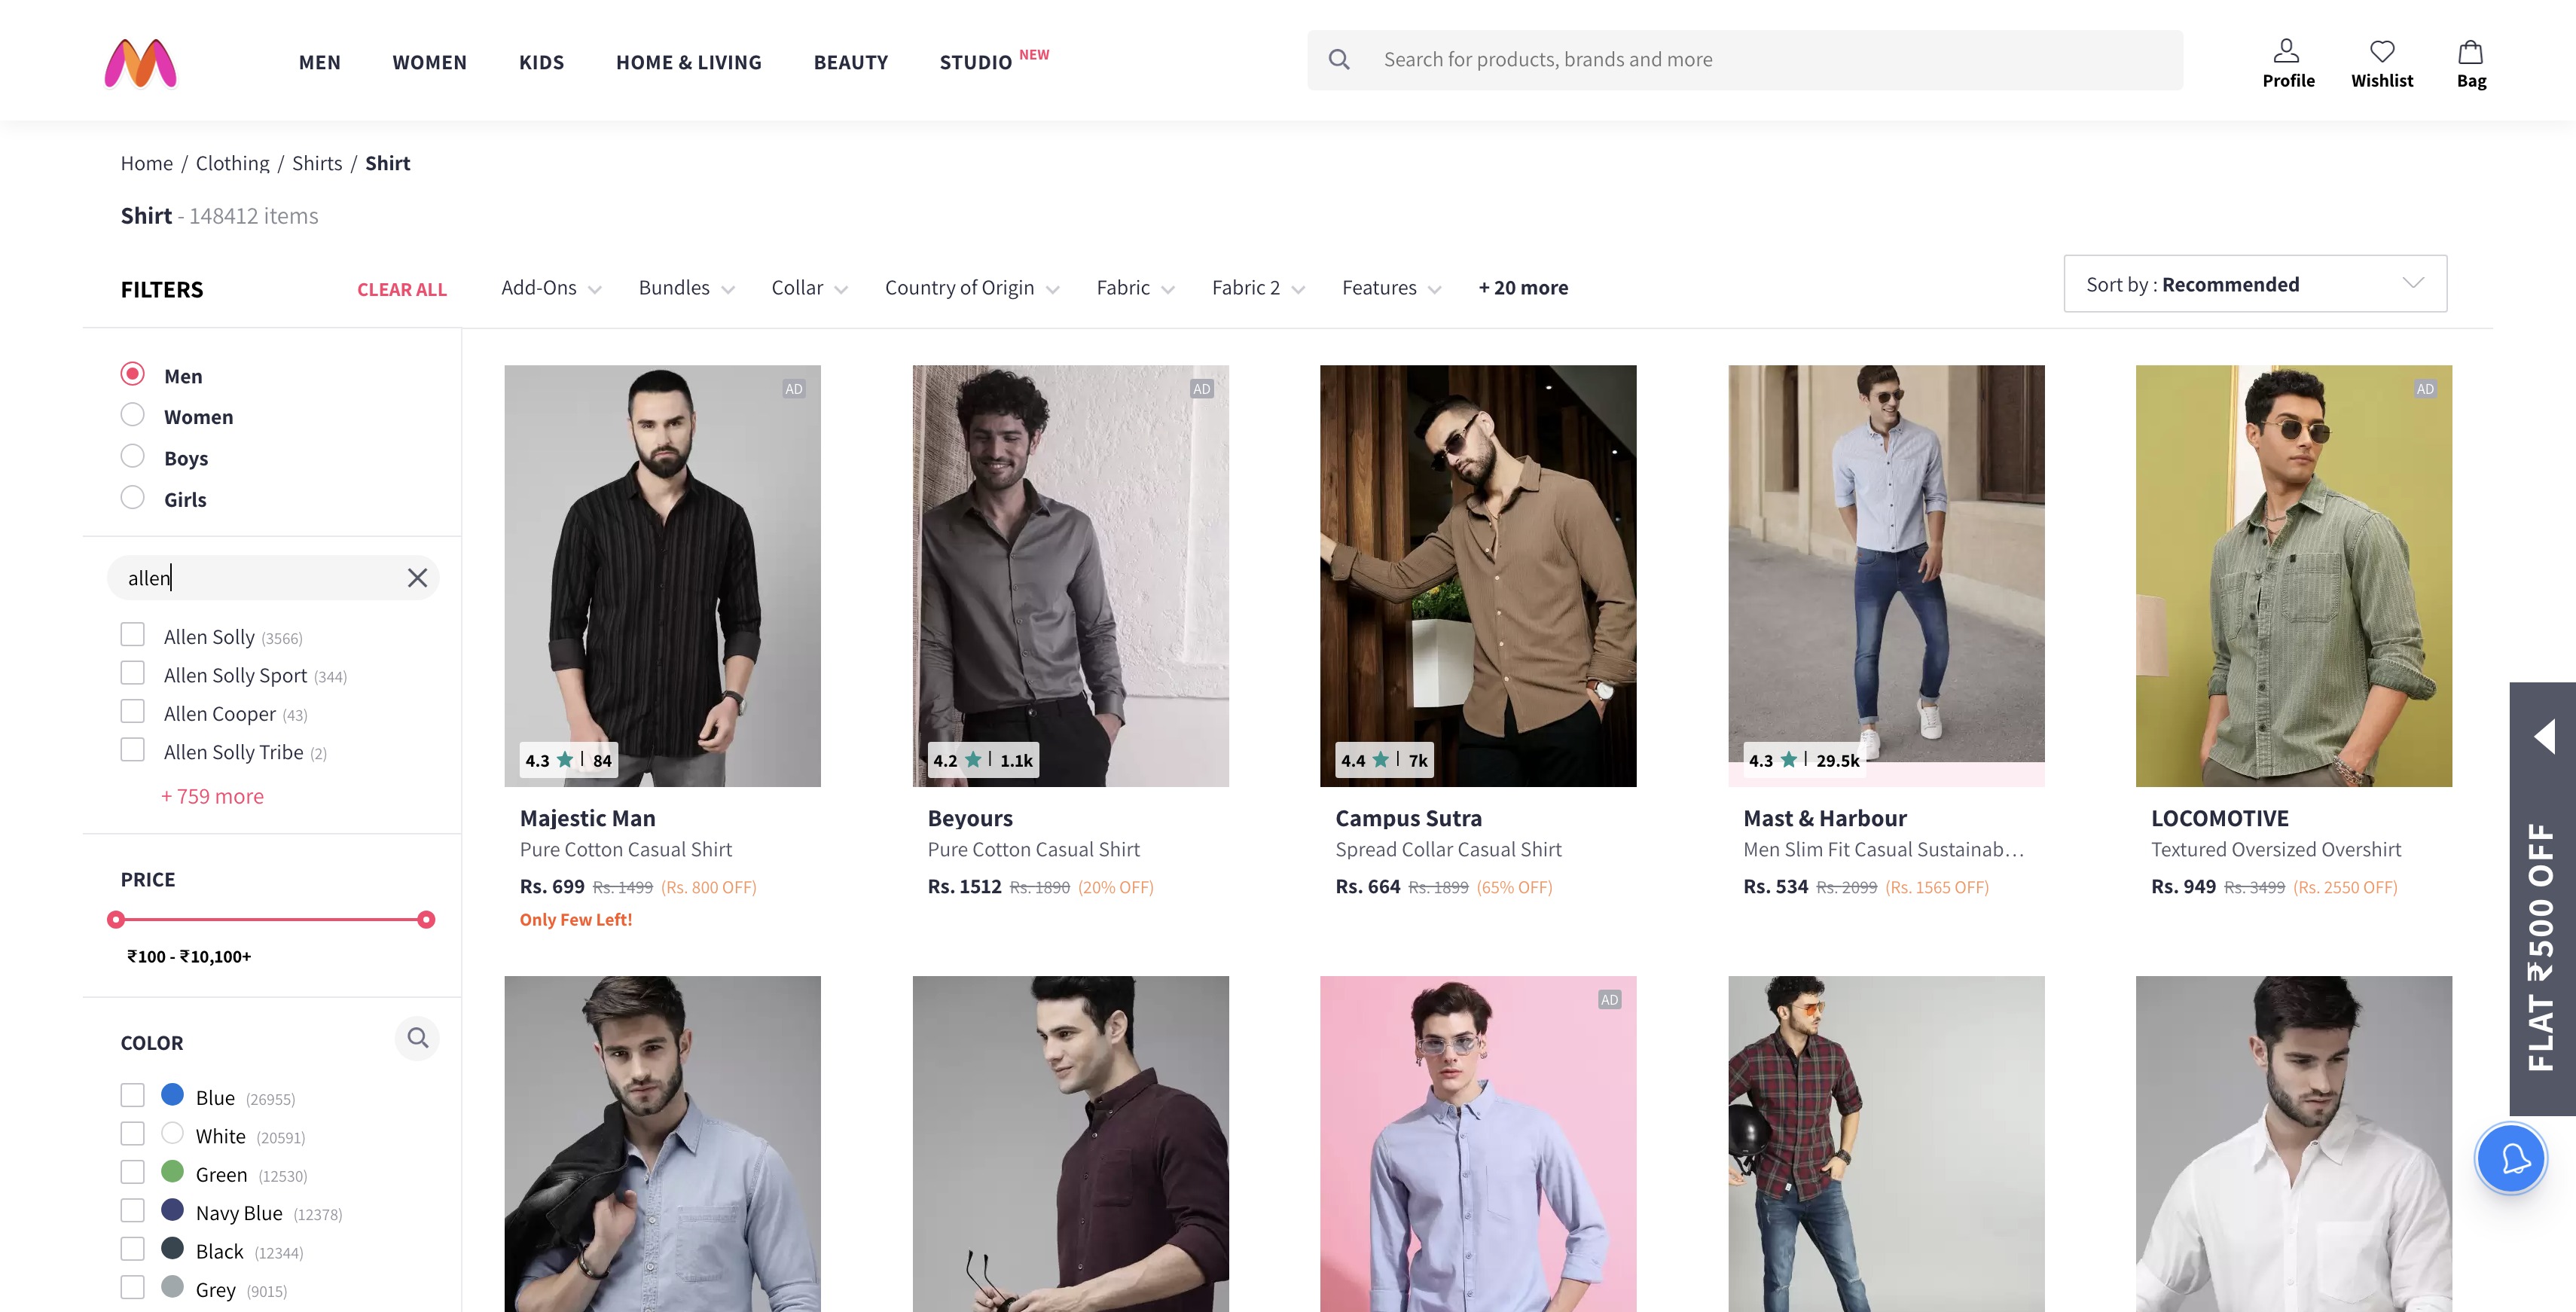 MEN WOMEN KIDS HOME & LIVING BEAUTY STUDIO NEW
Search for products, brands and more
Profile Wishlist Bag
Home / Clothing / Shirts / Shirt
Shirt - 148412 items
FILTERS CLEAR ALL
Add-Ons Bundles Collar Country of Origin Fabric Fabric 2 Features + 20 more
Sort by : Recommended
Men
Women
Boys
Girls
allen
Allen Solly (3566)
Allen Solly Sport (344)
Allen Cooper (43)
Allen Solly Tribe (2)
+ 759 more
PRICE
₹100 - ₹10,100+
COLOR
Blue (26955)
White (20591)
Green (12530)
Navy Blue (12378)
Black (12344)
Grey (9015)
AD
4.3 ★ | 84
Majestic Man
Pure Cotton Casual Shirt
Rs. 699 Rs. 1499 (Rs. 800 OFF)
Only Few Left!
AD
4.2 ★ | 1.1k
Beyours
Pure Cotton Casual Shirt
Rs. 1512 Rs. 1890 (20% OFF)
4.4 ★ | 7k
Campus Sutra
Spread Collar Casual Shirt
Rs. 664 Rs. 1899 (65% OFF)
4.3 ★ | 29.5k
Mast & Harbour
Men Slim Fit Casual Sustainab...
Rs. 534 Rs. 2099 (Rs. 1565 OFF)
AD
LOCOMOTIVE
Textured Oversized Overshirt
Rs. 949 Rs. 3499 (Rs. 2550 OFF)
AD
FLAT ₹500 OFF